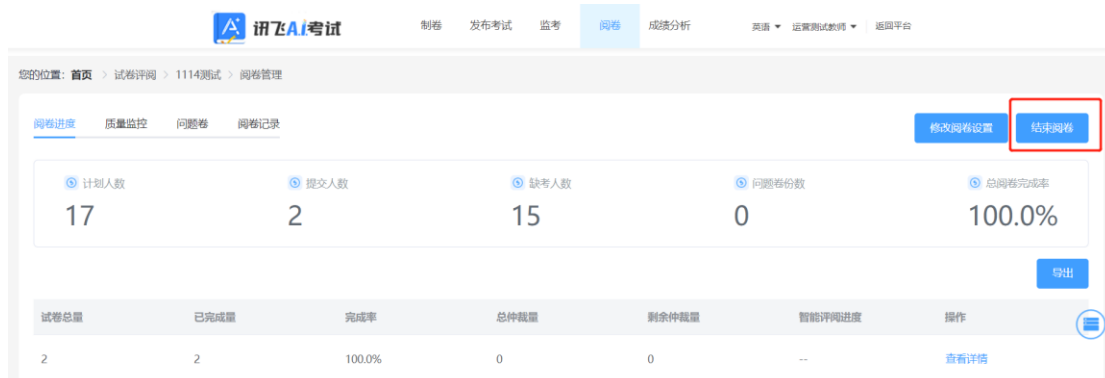 讯飞A.I.考试 制卷 发布考试 监考 阅卷 成绩分析 英语 运营测试教师 返回平台
您的位置: 首页 > 试卷评阅 > 1114测试 > 阅卷管理
阅卷进度 质量监控 问题卷 阅卷记录 修改阅卷设置 结束阅卷
计划人数 提交人数 缺考人数 问题卷份数 总阅卷完成率
17 2 15 0 100.0%
导出
试卷总量 已完成量 完成率 总仲裁量 剩余仲裁量 智能评阅进度 操作
2 2 100.0% 0 0 -- 查看详情